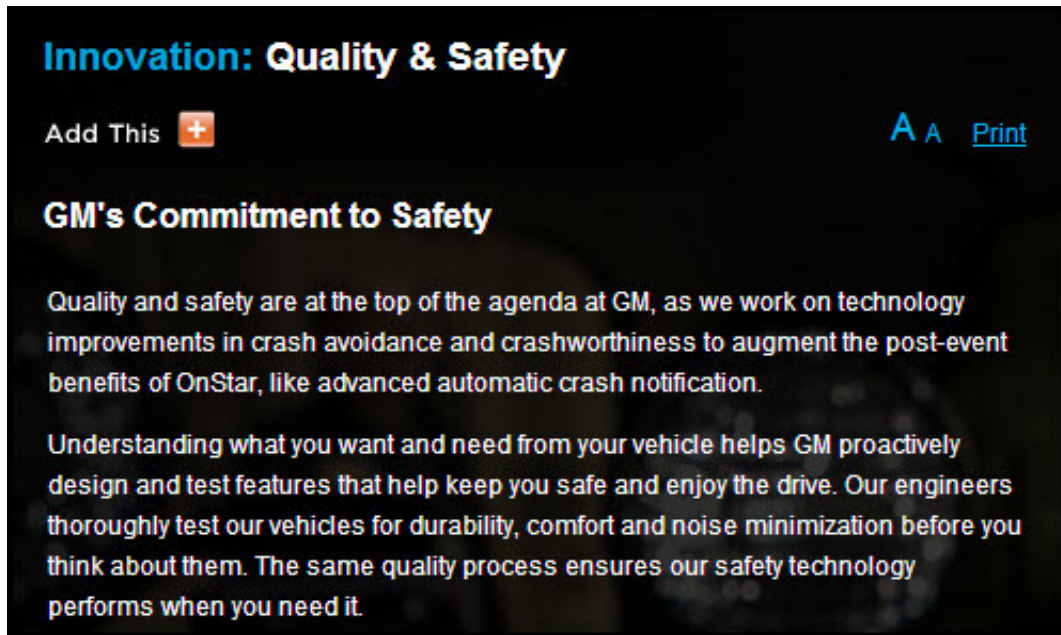 Innovation: Quality & Safety
Add This +
A A Print
GM's Commitment to Safety
Quality and safety are at the top of the agenda at GM, as we work on technology
improvements in crash avoidance and crashworthiness to augment the post-event
benefits of OnStar, like advanced automatic crash notification.
Understanding what you want and need from your vehicle helps GM proactively
design and test features that help keep you safe and enjoy the drive. Our engineers
thoroughly test our vehicles for durability, comfort and noise minimization before you
think about them. The same quality process ensures our safety technology
performs when you need it.